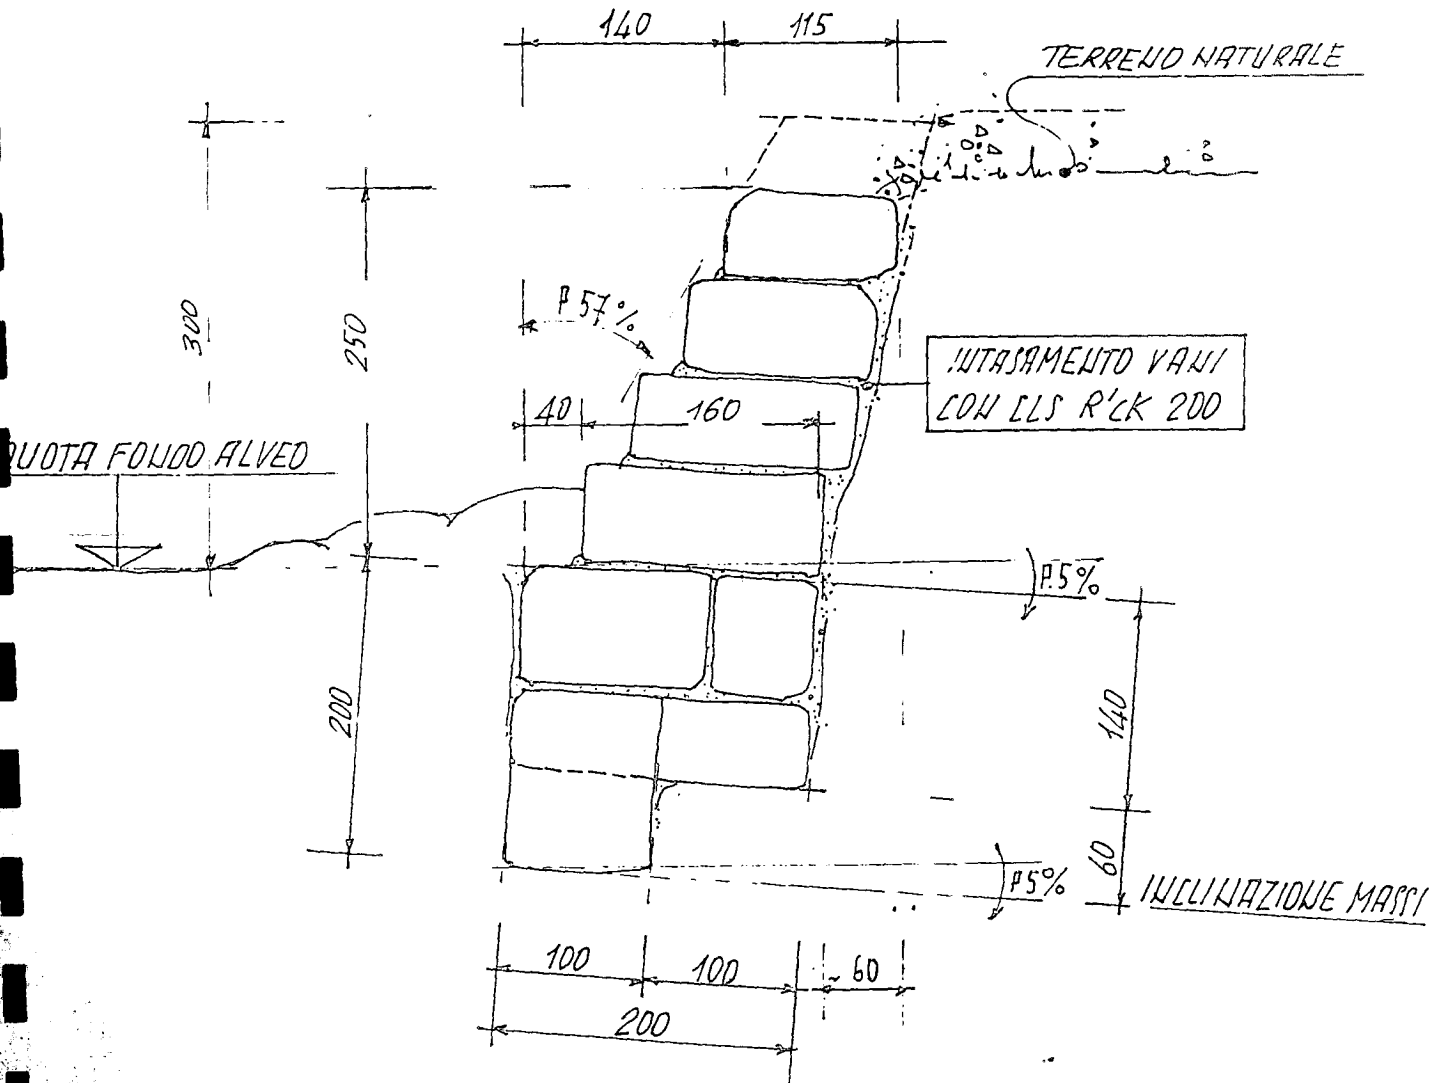 140
115
TERRENO NATURALE
300
250
P 57%
INTASAMENTO VANI
CON CLS R'CK 200
40
160
QUOTA FONDO ALVEO
P.5%
200
140
60
P.5%
INCLINAZIONE MASSI
100
100
~60
200